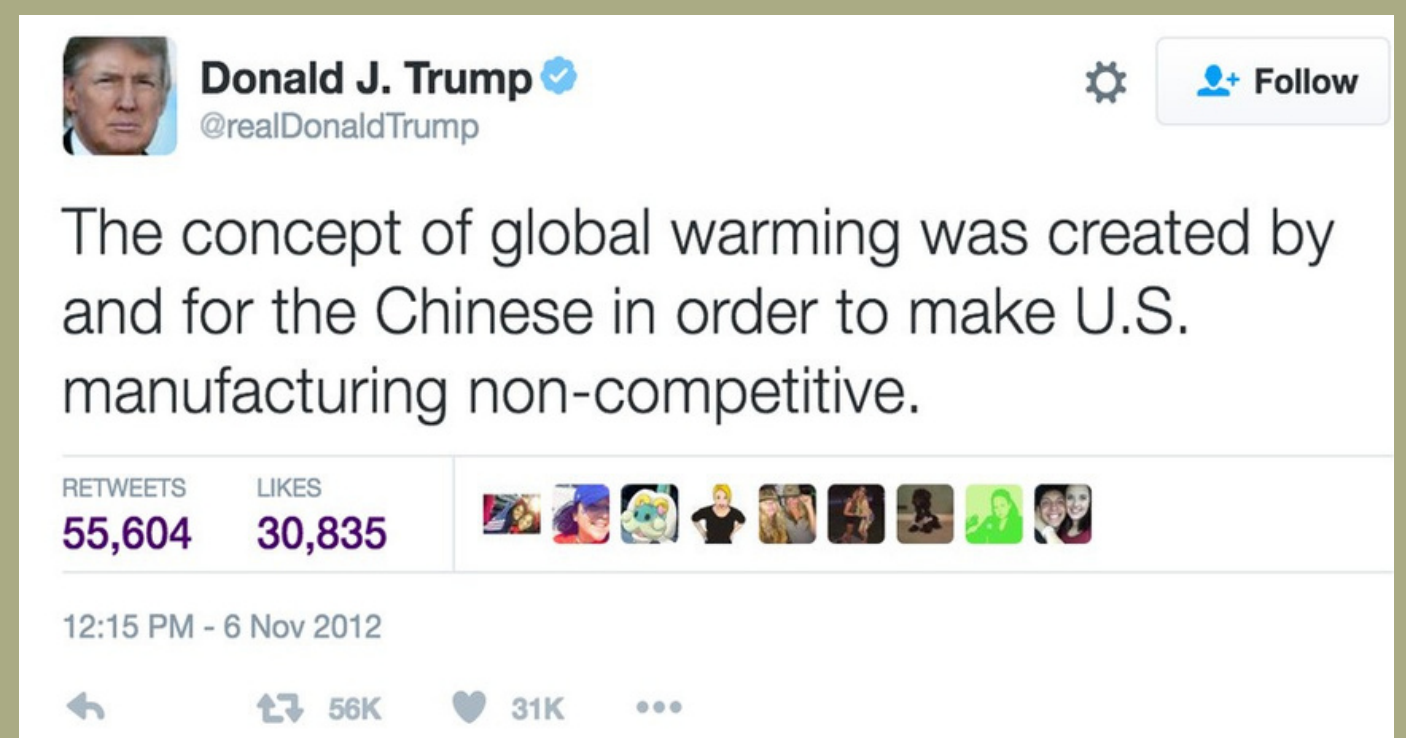 Donald J. Trump
@realDonaldTrump
Follow
The concept of global warming was created by
and for the Chinese in order to make U.S.
manufacturing non-competitive.
RETWEETS LIKES
55,604 30,835
12:15 PM - 6 Nov 2012
56K 31K